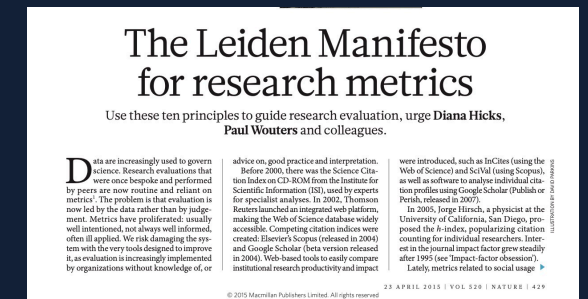 The Leiden Manifesto
for research metrics
Use these ten principles to guide research evaluation, urge Diana Hicks,
Paul Wouters and colleagues.
Data are increasingly used to govern
science. Research evaluations that
were once bespoke and performed
by peers are now routine and reliant on
metrics¹. The problem is that evaluation is
now led by the data rather than by judge-
ment. Metrics have proliferated: usually
well intentioned, not always well informed,
often ill applied. We risk damaging the sys-
tem with the very tools designed to improve
it, as evaluation is increasingly implemented
by organizations without knowledge of, or
advice on, good practice and interpretation.
Before 2000, there was the Science Cita-
tion Index on CD-ROM from the Institute for
Scientific Information (ISI), used by experts
for specialist analyses. In 2002, Thomson
Reuters launched an integrated web platform,
making the Web of Science database widely
accessible. Competing citation indices were
created: Elsevier's Scopus (released in 2004)
and Google Scholar (beta version released
in 2004). Web-based tools to easily compare
institutional research productivity and impact
were introduced, such as InCites (using the
Web of Science) and SciVal (using Scopus),
as well as software to analyse individual cita-
tion profiles using Google Scholar (Publish or
Perish, released in 2007).
In 2005, Jorge Hirsch, a physicist at the
University of California, San Diego, pro-
posed the h-index, popularizing citation
counting for individual researchers. Inter-
est in the journal impact factor grew steadily
after 1995 (see 'Impact-factor obsession').
Lately, metrics related to social usage
ILLUSTRATION BY DAVID PARKINS
23 APRIL 2015 | VOL 520 | NATURE | 429
© 2015 Macmillan Publishers Limited. All rights reserved